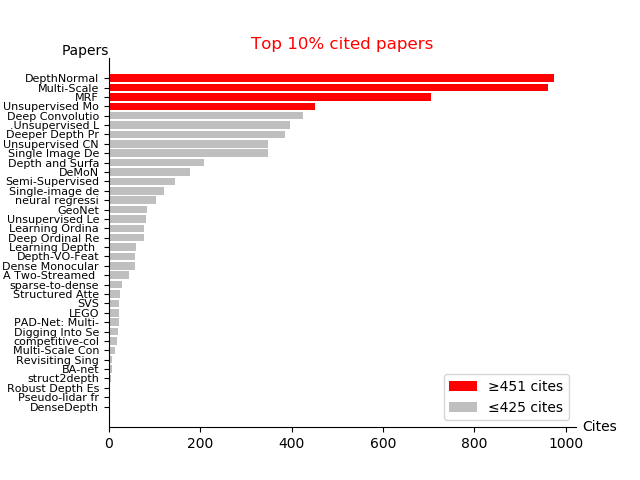 Top 10% cited papers
Papers
DepthNormal
Multi-Scale
MRF
Unsupervised Mo
Deep Convolutio
Unsupervised L
Deeper Depth Pr
Unsupervised CN
Single Image De
Depth and Surfa
DeMoN
Semi-Supervised
Single-image de
neural regressi
GeoNet
Unsupervised Le
Learning Ordina
Deep Ordinal Re
Learning Depth
Depth-VO-Feat
Dense Monocular
A Two-Streamed
sparse-to-dense
Structured Atte
SVS
LEGO
PAD-Net: Multi-
Digging Into Se
competitive-col
Multi-Scale Con
Revisiting Sing
BA-net
struct2depth
Robust Depth Es
Pseudo-lidar fr
DenseDepth
≥451 cites
≤425 cites
0 200 400 600 800 1000
Cites